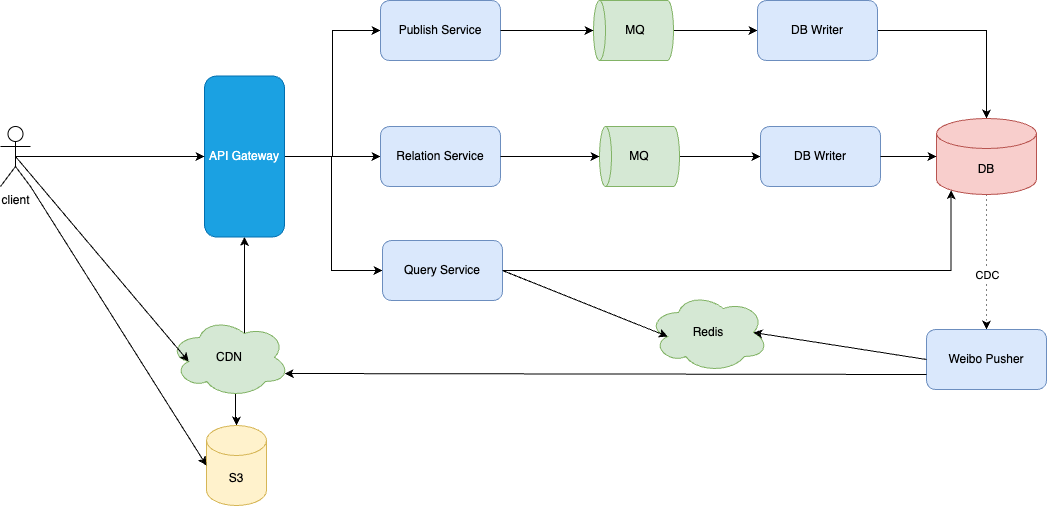 Publish Service
MQ
DB Writer
client
API Gateway
Relation Service
MQ
DB Writer
DB
Query Service
CDC
Redis
CDN
Weibo Pusher
S3